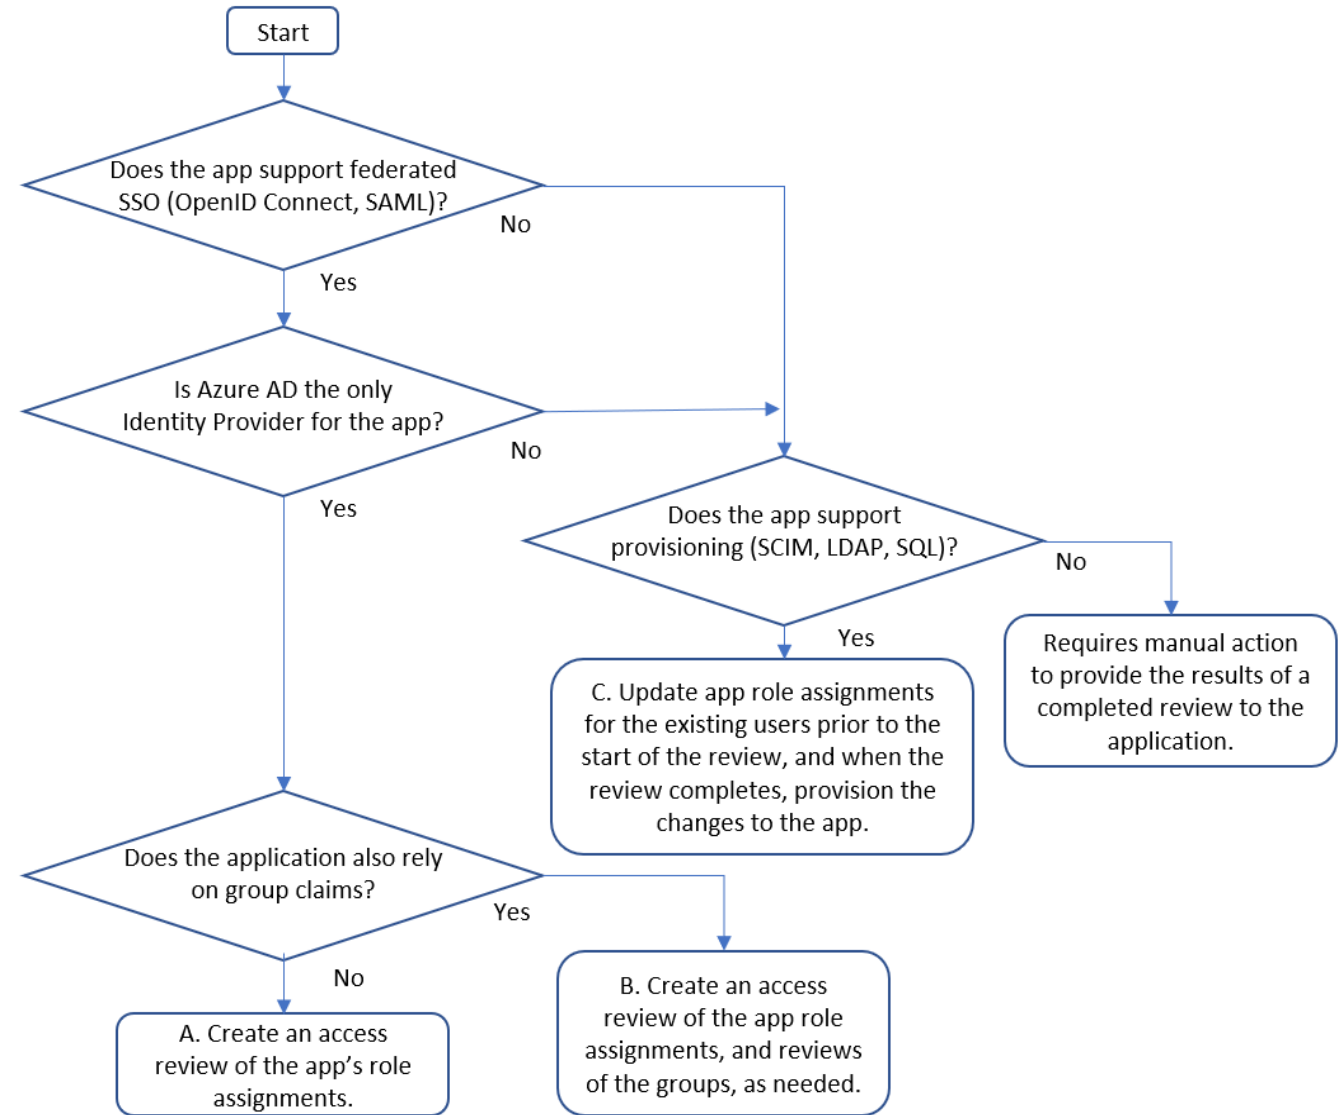 Start
Does the app support federated
SSO (OpenID Connect, SAML)?
No
Yes
Is Azure AD the only
Identity Provider for the app?
No
Yes
Does the app support
provisioning (SCIM, LDAP, SQL)?
No
Yes
Requires manual action
to provide the results of a
completed review to the
application.
C. Update app role assignments
for the existing users prior to the
start of the review, and when the
review completes, provision the
changes to the app.
Does the application also rely
on group claims?
Yes
No
B. Create an access
review of the app role
assignments, and reviews
of the groups, as needed.
A. Create an access
review of the app’s role
assignments.